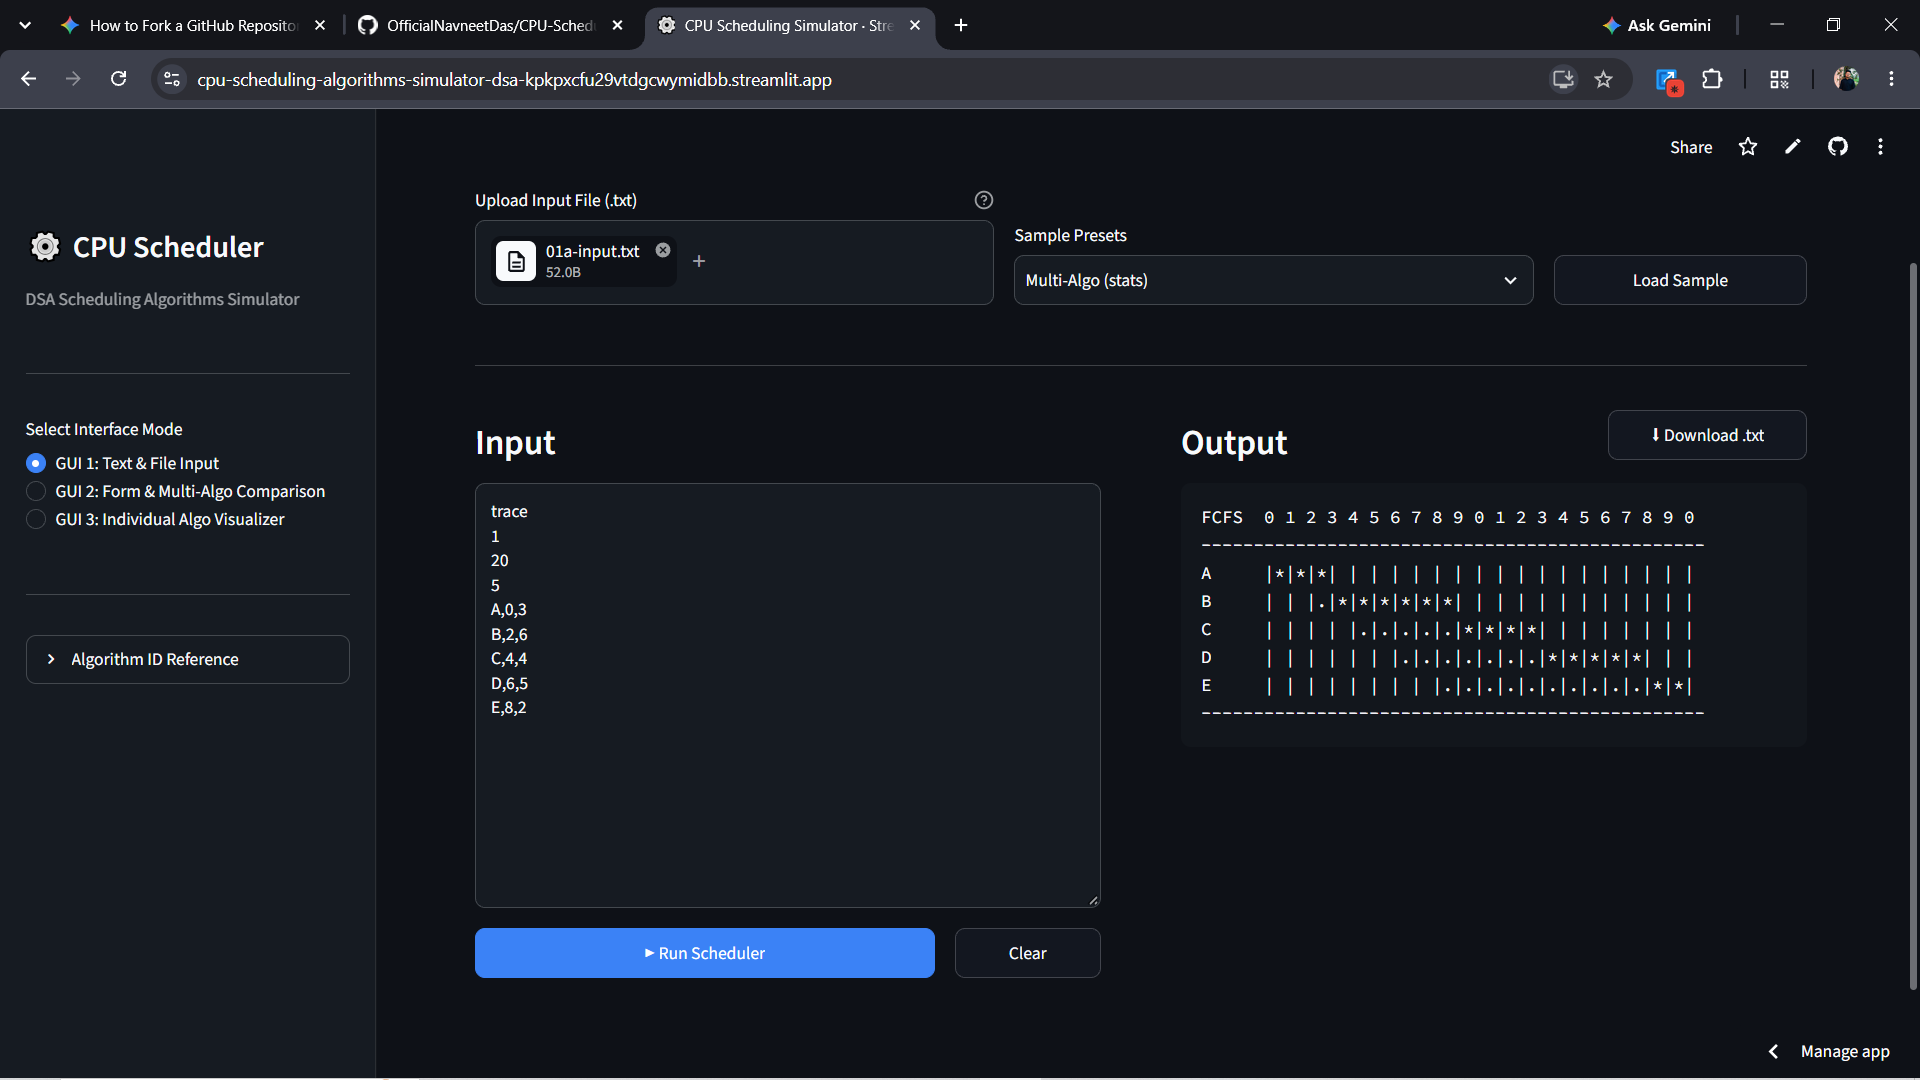 How to Fork a GitHub Reposito
OfficialNavneetDas/CPU-Sched
CPU Scheduling Simulator · Stre
Ask Gemini
cpu-scheduling-algorithms-simulator-dsa-kpkpxcfu29vtdgcwymidbb.streamlit.app
Share
CPU Scheduler
DSA Scheduling Algorithms Simulator
Select Interface Mode
GUI 1: Text & File Input
GUI 2: Form & Multi-Algo Comparison
GUI 3: Individual Algo Visualizer
Algorithm ID Reference
Upload Input File (.txt)
01a-input.txt
52.0B
Sample Presets
Multi-Algo (stats)
Load Sample
Input
trace
1
20
5
A,0,3
B,2,6
C,4,4
D,6,5
E,8,2
Run Scheduler
Clear
Output
Download .txt
FCFS  0 1 2 3 4 5 6 7 8 9 0 1 2 3 4 5 6 7 8 9 0
------------------------------------------------
A     |*|*|*| | | | | | | | | | | | | | | | | |
B     | | |.|*|*|*|*|*|*| | | | | | | | | | | |
C     | | | | |.|.|.|.|.|*|*|*|*| | | | | | | |
D     | | | | | | |.|.|.|.|.|.|.|*|*|*|*|*| | |
E     | | | | | | | | |.|.|.|.|.|.|.|.|.|.|*|*|
------------------------------------------------
Manage app